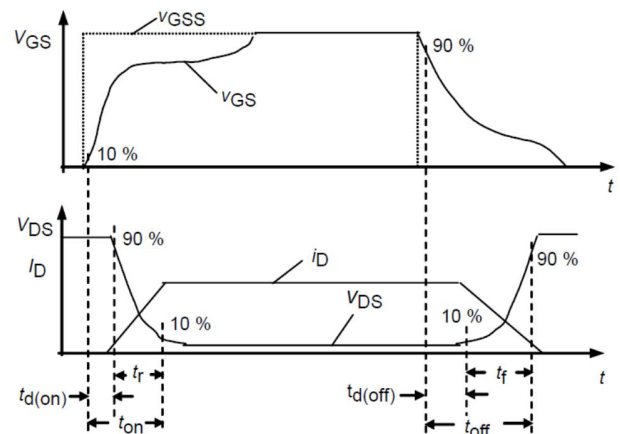 vGSS
VGS
90 %
vGS
10 %
t
VDS
90 %
ID
iD
90 %
VDS
10 %
10 %
tr
tf
t
td(on)
td(off)
ton
toff